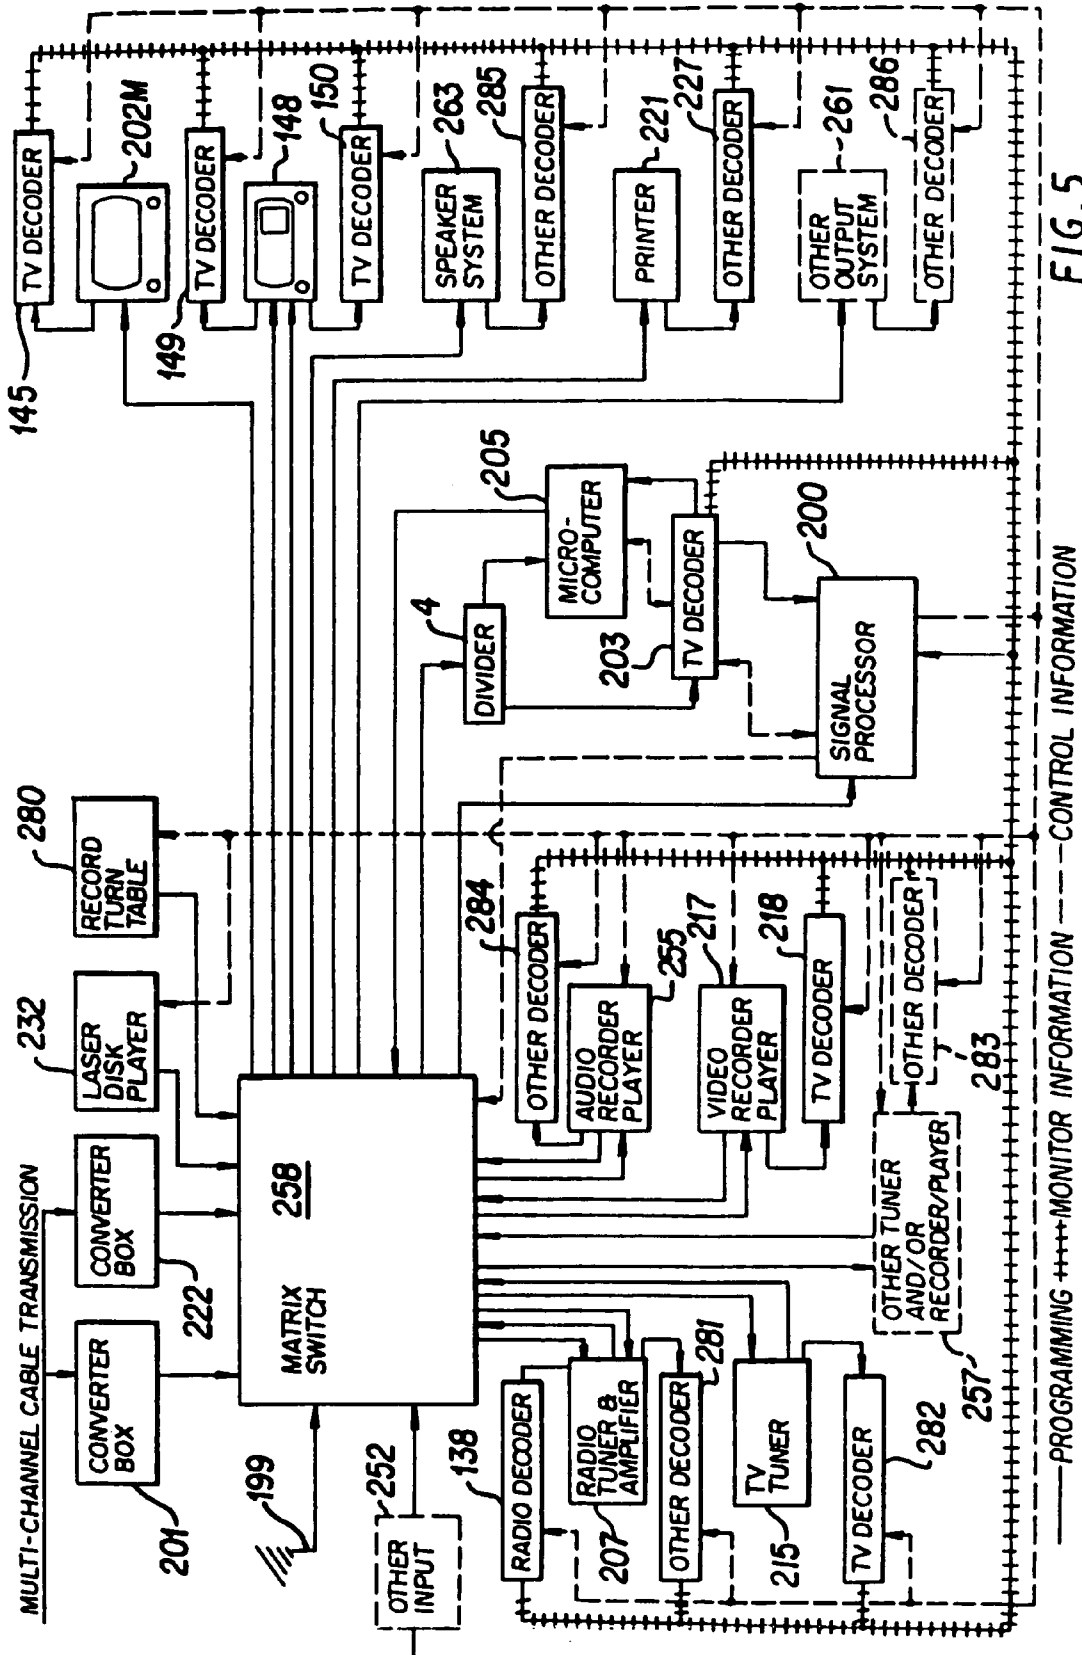 MULTI-CHANNEL CABLE TRANSMISSION
CONVERTER
BOX
201
CONVERTER
BOX
222
LASER
DISK
PLAYER
232
RECORD
TURN
TABLE
280
199
OTHER
INPUT
252
MATRIX
SWITCH
258
145
TV DECODER
202M
149
TV DECODER
148
TV DECODER
150
SPEAKER
SYSTEM
263
OTHER DECODER
285
PRINTER
221
OTHER DECODER
227
OTHER
OUTPUT
SYSTEM
261
OTHER DECODER
286
DIVIDER
4
MICRO-
COMPUTER
205
203
TV DECODER
SIGNAL
PROCESSOR
200
138
RADIO DECODER
RADIO
TUNER &
AMPLIFIER
207
OTHER DECODER
281
TV
TUNER
215
TV DECODER
282
OTHER DECODER
284
AUDIO
RECORDER
PLAYER
255
VIDEO
RECORDER
PLAYER
217
TV DECODER
218
OTHER TUNER
AND/OR
RECORDER/PLAYER
257
OTHER DECODER
283
PROGRAMMING MONITOR INFORMATION CONTROL INFORMATION
FIG. 5